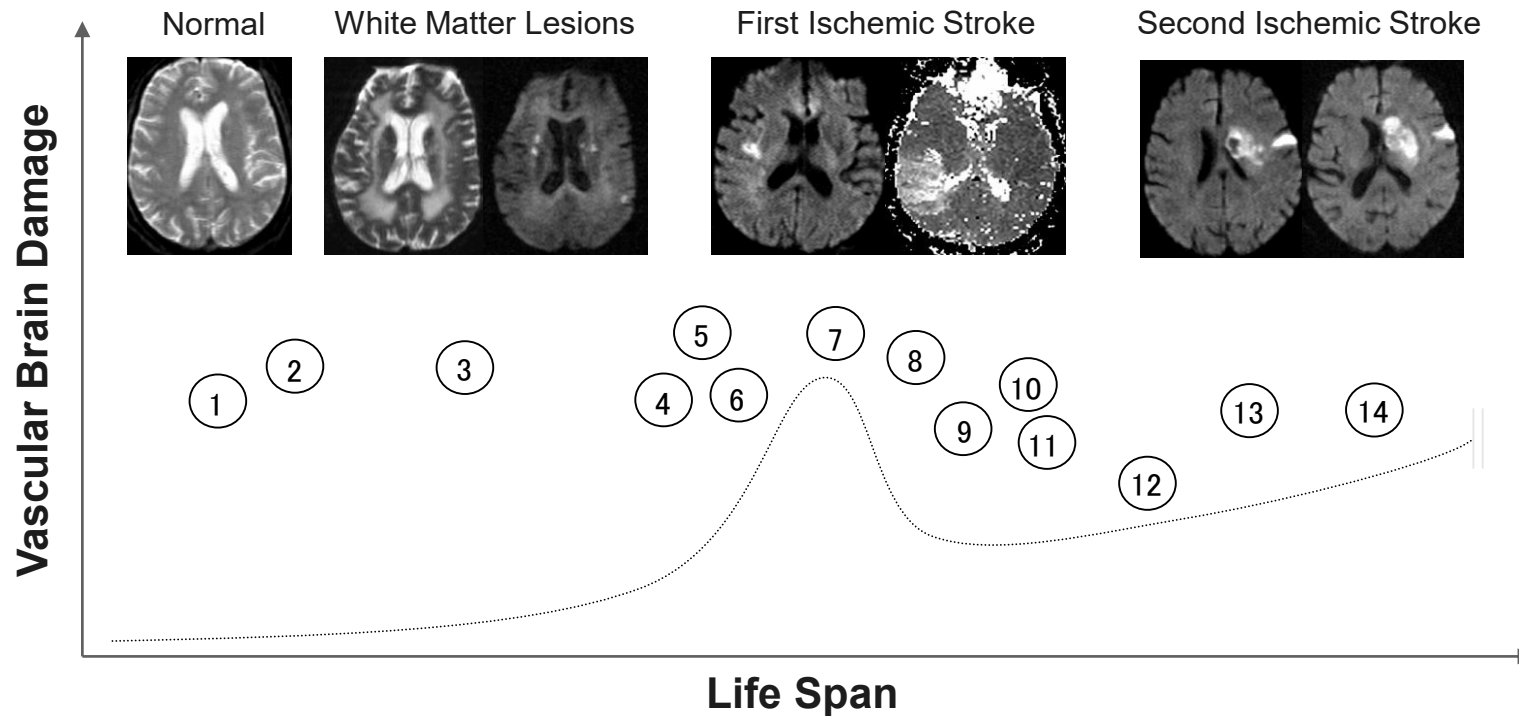 Normal
White Matter Lesions
First Ischemic Stroke
Second Ischemic Stroke
Vascular Brain Damage
1
2
3
4
5
6
7
8
9
10
11
12
13
14
Life Span